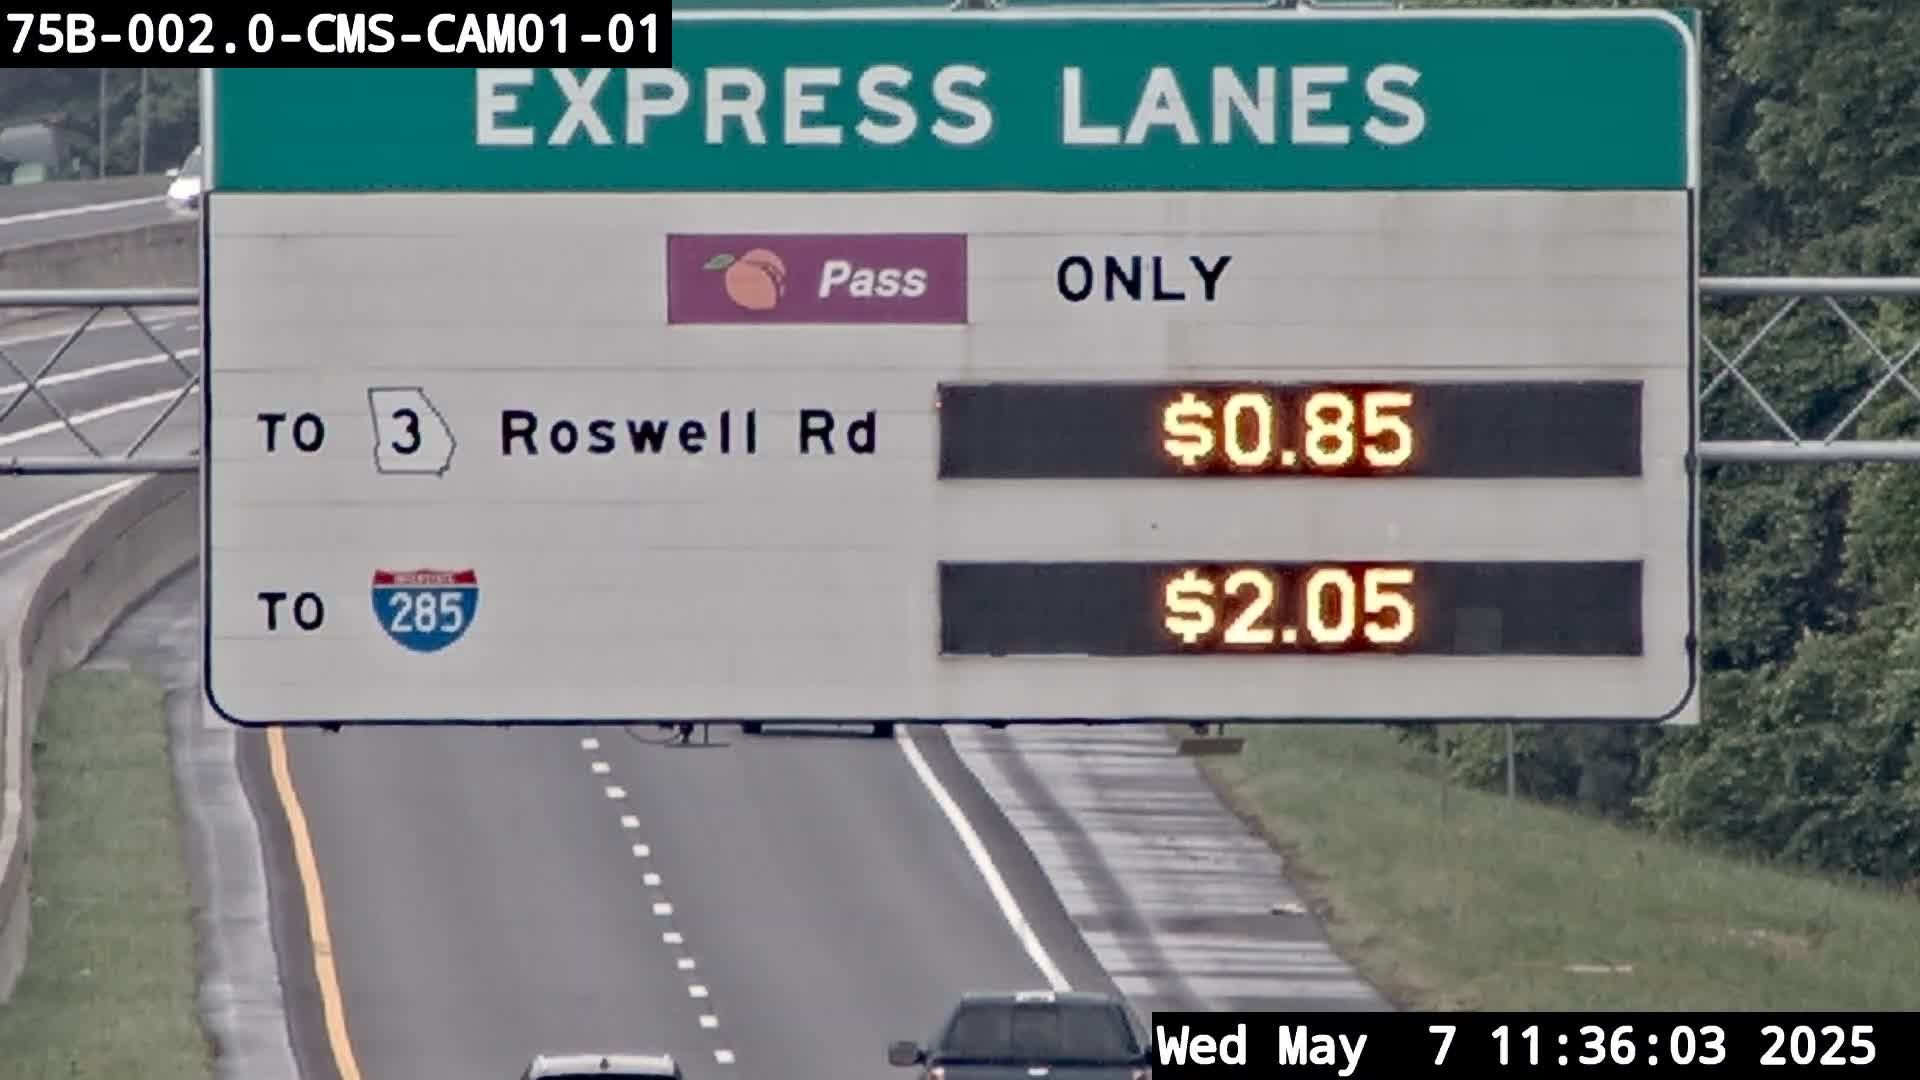 75B-002.0-CMS-CAM01-01
EXPRESS LANES
Pass ONLY
TO 3 Roswell Rd $0.85
INTERSTATE
TO 285 $2.05
Wed May 7 11:36:03 2025